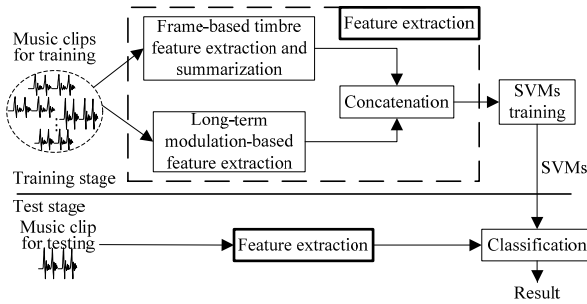 Music clips
for training
Frame-based timbre
feature extraction and
summarization
Feature extraction
Concatenation
SVMs
training
Long-term
modulation-based
feature extraction
Training stage
SVMs
Test stage
Music clip
for testing
Feature extraction
Classification
Result